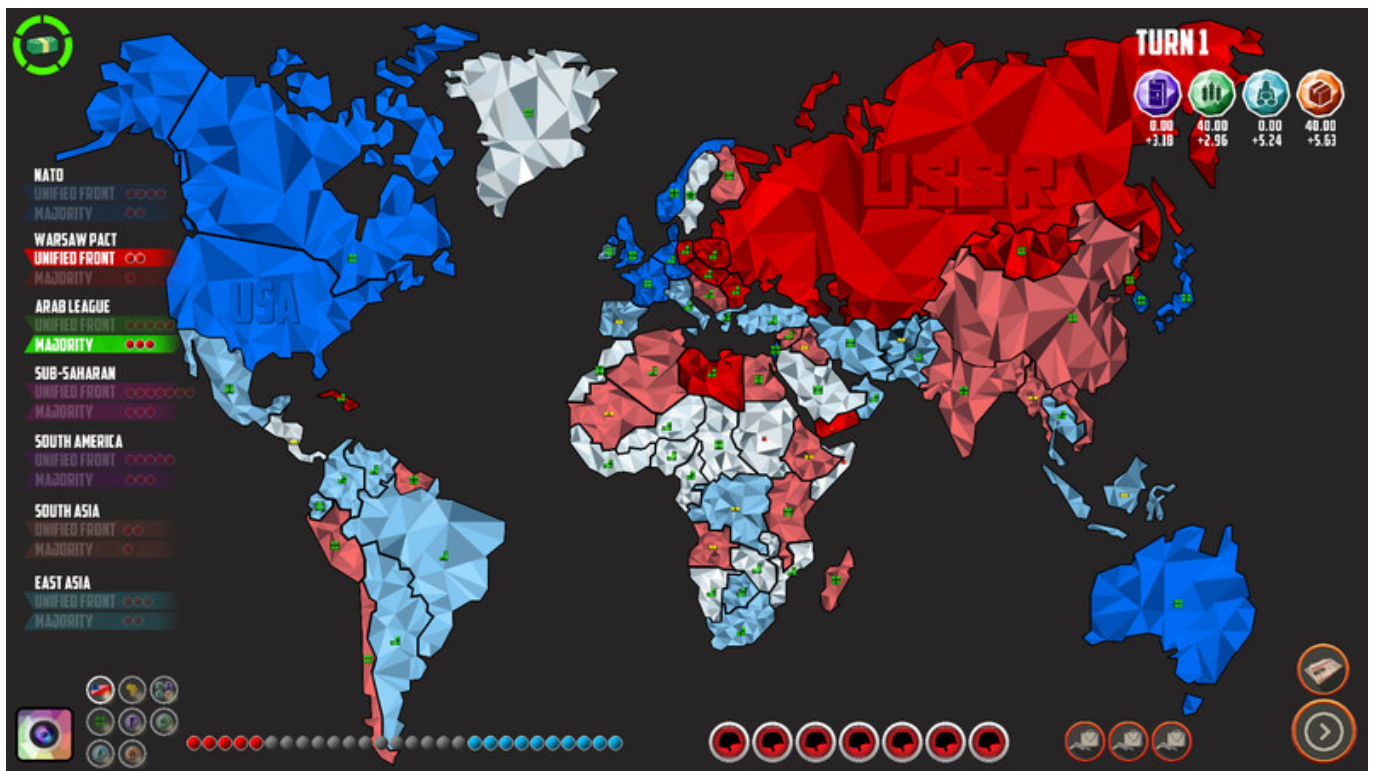 TURN 1
0.00 40.00 0.00 40.00
+3.18 +2.96 +5.24 +5.63
USSR
USA
NATO
UNIFIED FRONT
MAJORITY
WARSAW PACT
UNIFIED FRONT
MAJORITY
ARAB LEAGUE
UNIFIED FRONT
MAJORITY
SUB-SAHARAN
UNIFIED FRONT
MAJORITY
SOUTH AMERICA
UNIFIED FRONT
MAJORITY
SOUTH ASIA
UNIFIED FRONT
MAJORITY
EAST ASIA
UNIFIED FRONT
MAJORITY